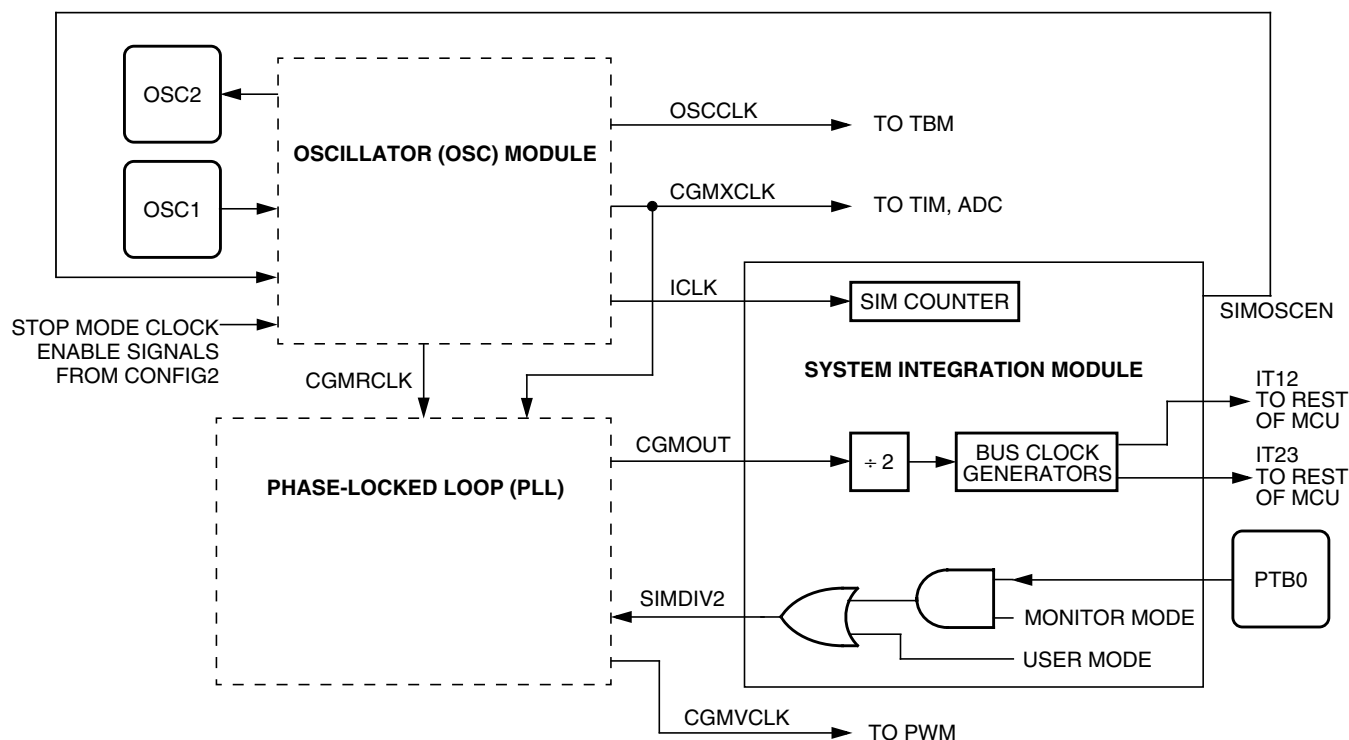 OSC2
OSCCLK
TO TBM
OSCILLATOR (OSC) MODULE
OSC1
CGMXCLK
TO TIM, ADC
ICLK
SIM COUNTER
SIMOSCEN
STOP MODE CLOCK
ENABLE SIGNALS
FROM CONFIG2
CGMRCLK
SYSTEM INTEGRATION MODULE
IT12
TO REST
OF MCU
CGMOUT
÷ 2
BUS CLOCK
GENERATORS
IT23
TO REST
OF MCU
PHASE-LOCKED LOOP (PLL)
PTB0
SIMDIV2
MONITOR MODE
USER MODE
CGMVCLK
TO PWM